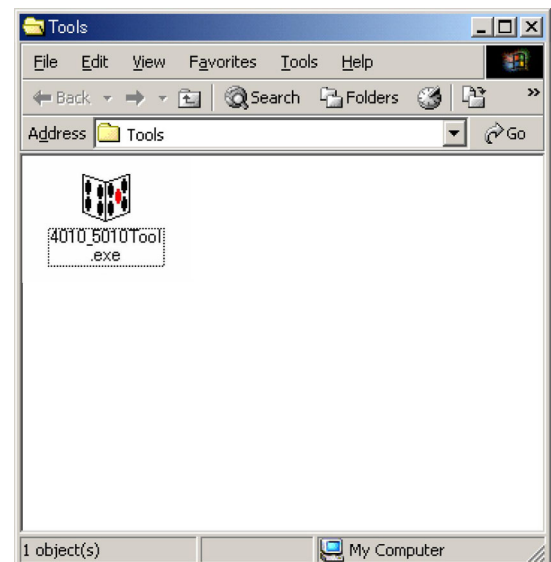 Tools
File Edit View Favorites Tools Help
Back Search Folders »
Address Tools Go
4010_5010Tool
.exe
1 object(s) My Computer